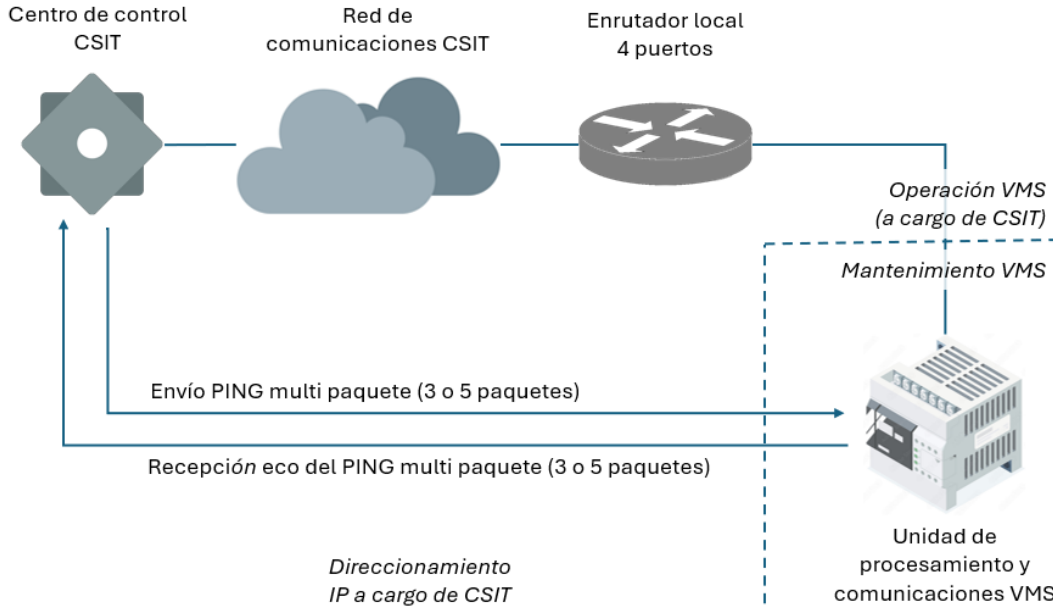 Centro de control
CSIT
Red de
comunicaciones CSIT
Enrutador local
4 puertos
Operación VMS
(a cargo de CSIT)
Mantenimiento VMS
Envío PING multi paquete (3 o 5 paquetes)
Recepción eco del PING multi paquete (3 o 5 paquetes)
Unidad de
procesamiento y
comunicaciones VMS
Direccionamiento
IP a cargo de CSIT